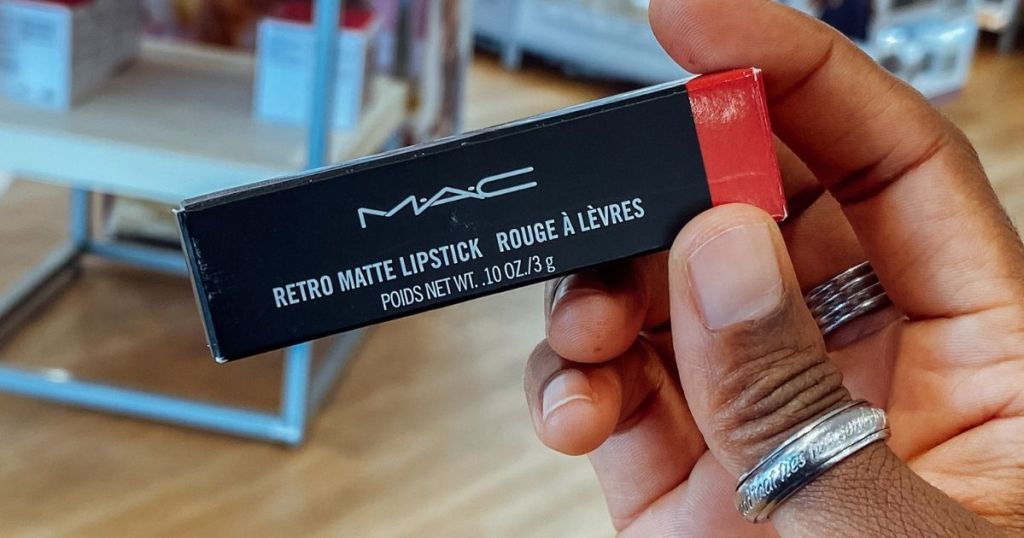 M·A·C
RETRO MATTE LIPSTICK ROUGE À LÈVRES
POIDS NET WT. .10 OZ./3 g